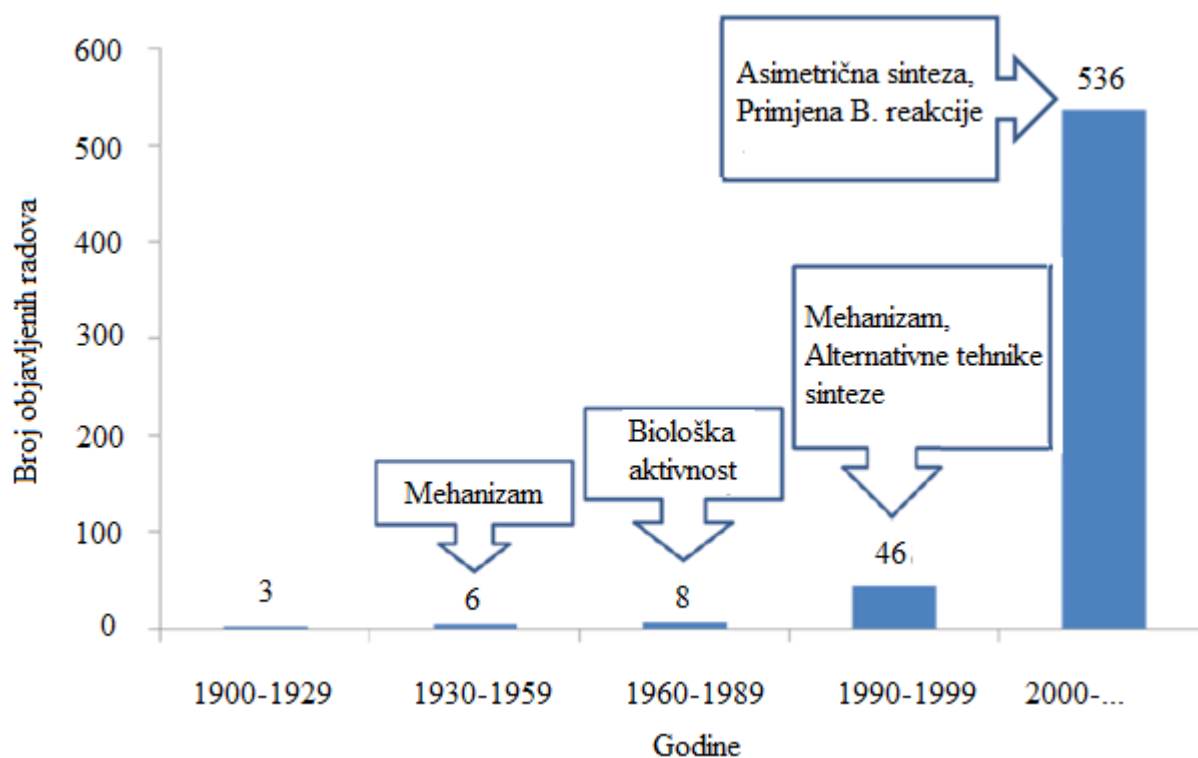 600
500
400
300
200
100
0
Broj objavljenih radova
Asimetrična sinteza,
Primjena B. reakcije
536
Mehanizam,
Alternativne tehnike
sinteze
46
Biološka
aktivnost
8
Mehanizam
6
3
1900-1929
1930-1959
1960-1989
1990-1999
2000-...
Godine